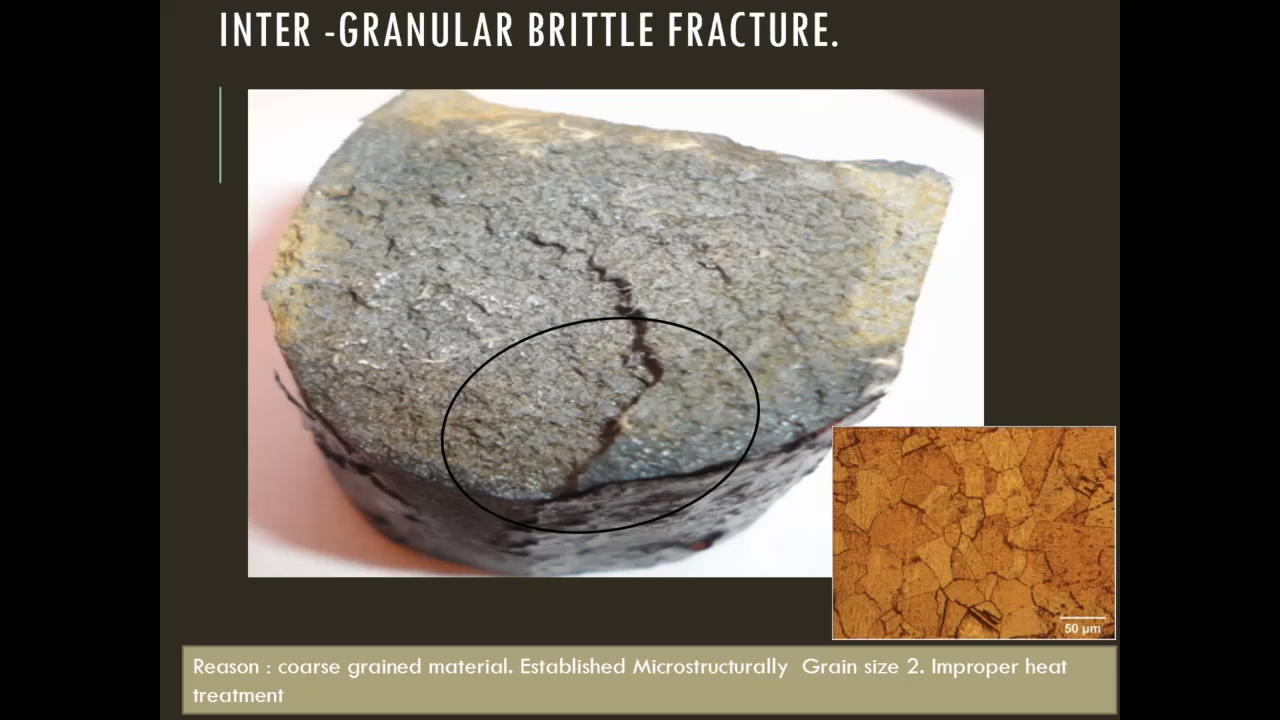 INTER -GRANULAR BRITTLE FRACTURE.
50 µm
Reason : coarse grained material. Established Microstructurally  Grain size 2. Improper heat
treatment